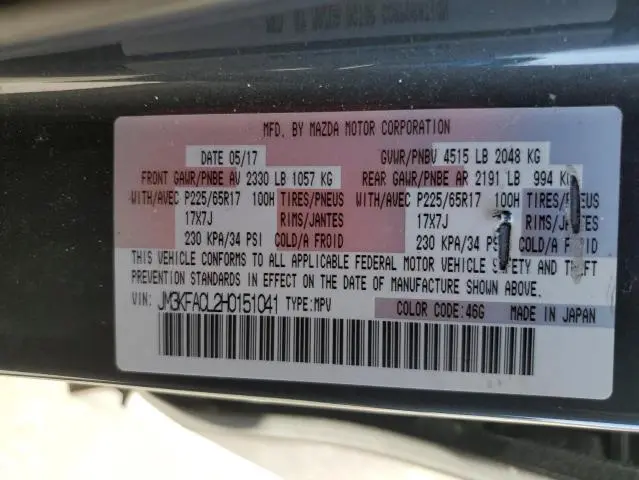 MFD. BY MAZDA MOTOR CORPORATION
DATE 05/17 GVWR/PNBV 4515 LB 2048 KG
FRONT GAWR/PNBE AV 2330 LB 1057 KG REAR GAWR/PNBE AR 2191 LB 994 KG
WITH/AVEC P225/65R17 100H TIRES/PNEUS WITH/AVEC P225/65R17 100H TIRES/PNEUS
17X7J RIMS/JANTES 17X7J RIMS/JANTES
230 KPA/34 PSI COLD/A FROID 230 KPA/34 PSI COLD/A FROID
THIS VEHICLE CONFORMS TO ALL APPLICABLE FEDERAL MOTOR VEHICLE SAFETY AND THEFT
PREVENTION STANDARDS IN EFFECT ON THE DATE OF MANUFACTURE SHOWN ABOVE.
VIN: JM3KFACL2H0151041 TYPE:MPV COLOR CODE:46G MADE IN JAPAN